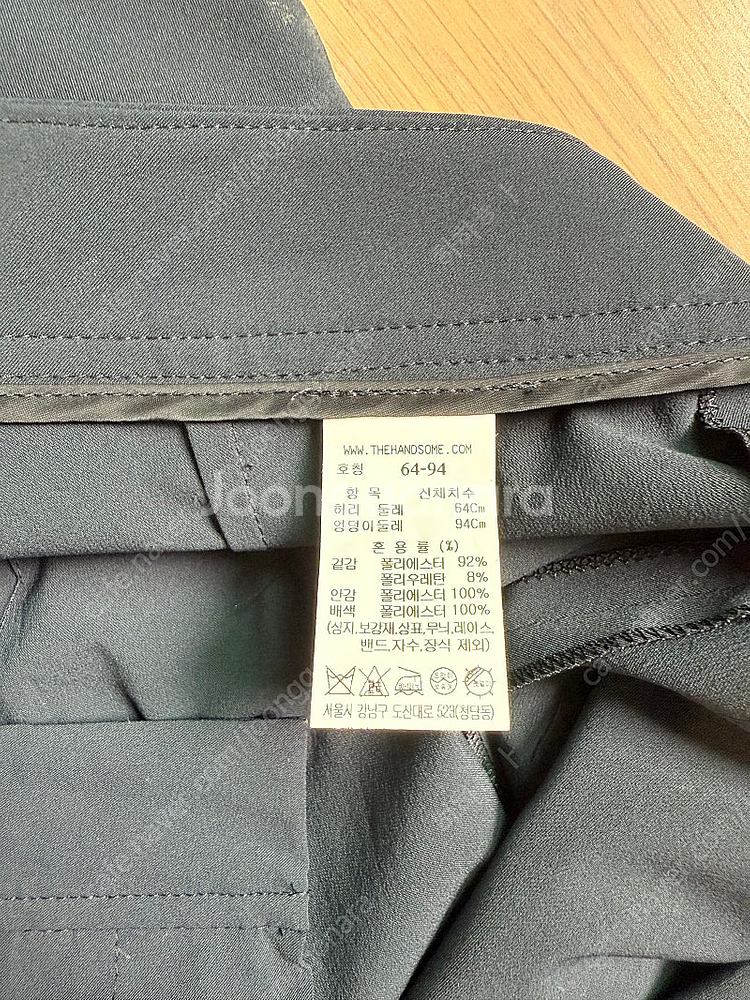 WWW.THEHANDSOME.COM
호칭 64-94
항 목 신체치수
허리 둘레 64Cm
엉덩이둘레 94Cm
혼 용 률 (%)
겉감 폴리에스터 92%
폴리우레탄 8%
안감 폴리에스터 100%
배색 폴리에스터 100%
(심지,보강재,상표,무늬,레이스,
밴드,자수,장식 제외)
서울시 강남구 도산대로 523(청담동)
Joongonara